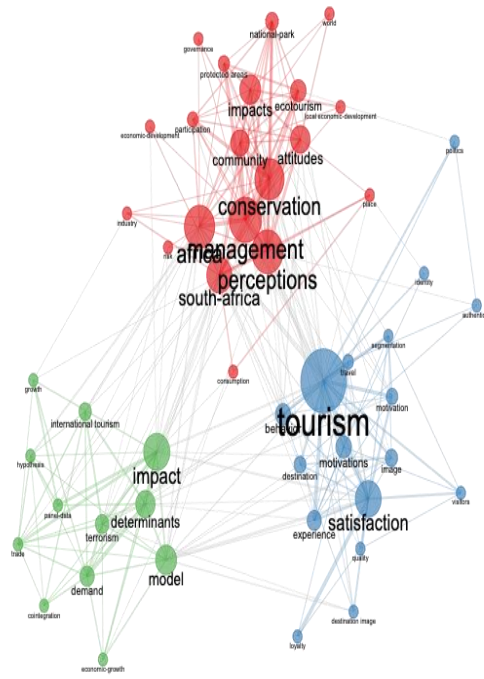 world
national-park
governance
protected areas
impacts
ecotourism
local economic-development
participation
economic-development
community
attitudes
politics
conservation
place
industry
africa
management
risk
perceptions
south-africa
identity
authenti
segmentation
travel
consumption
growth
motivation
international tourism
tourism
behavior
hypothesis
motivations
image
destination
impact
visitors
panel-data
determinants
satisfaction
terrorism
experience
trade
quality
model
demand
cointegration
destination image
loyalty
economic-growth